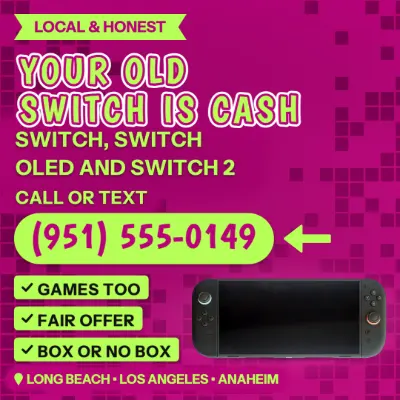 LOCAL & HONEST
YOUR OLD
SWITCH IS CASH
SWITCH, SWITCH
OLED AND SWITCH 2
CALL OR TEXT
(951) 555-0149
✓ GAMES TOO
✓ FAIR OFFER
✓ BOX OR NO BOX
LONG BEACH • LOS ANGELES • ANAHEIM